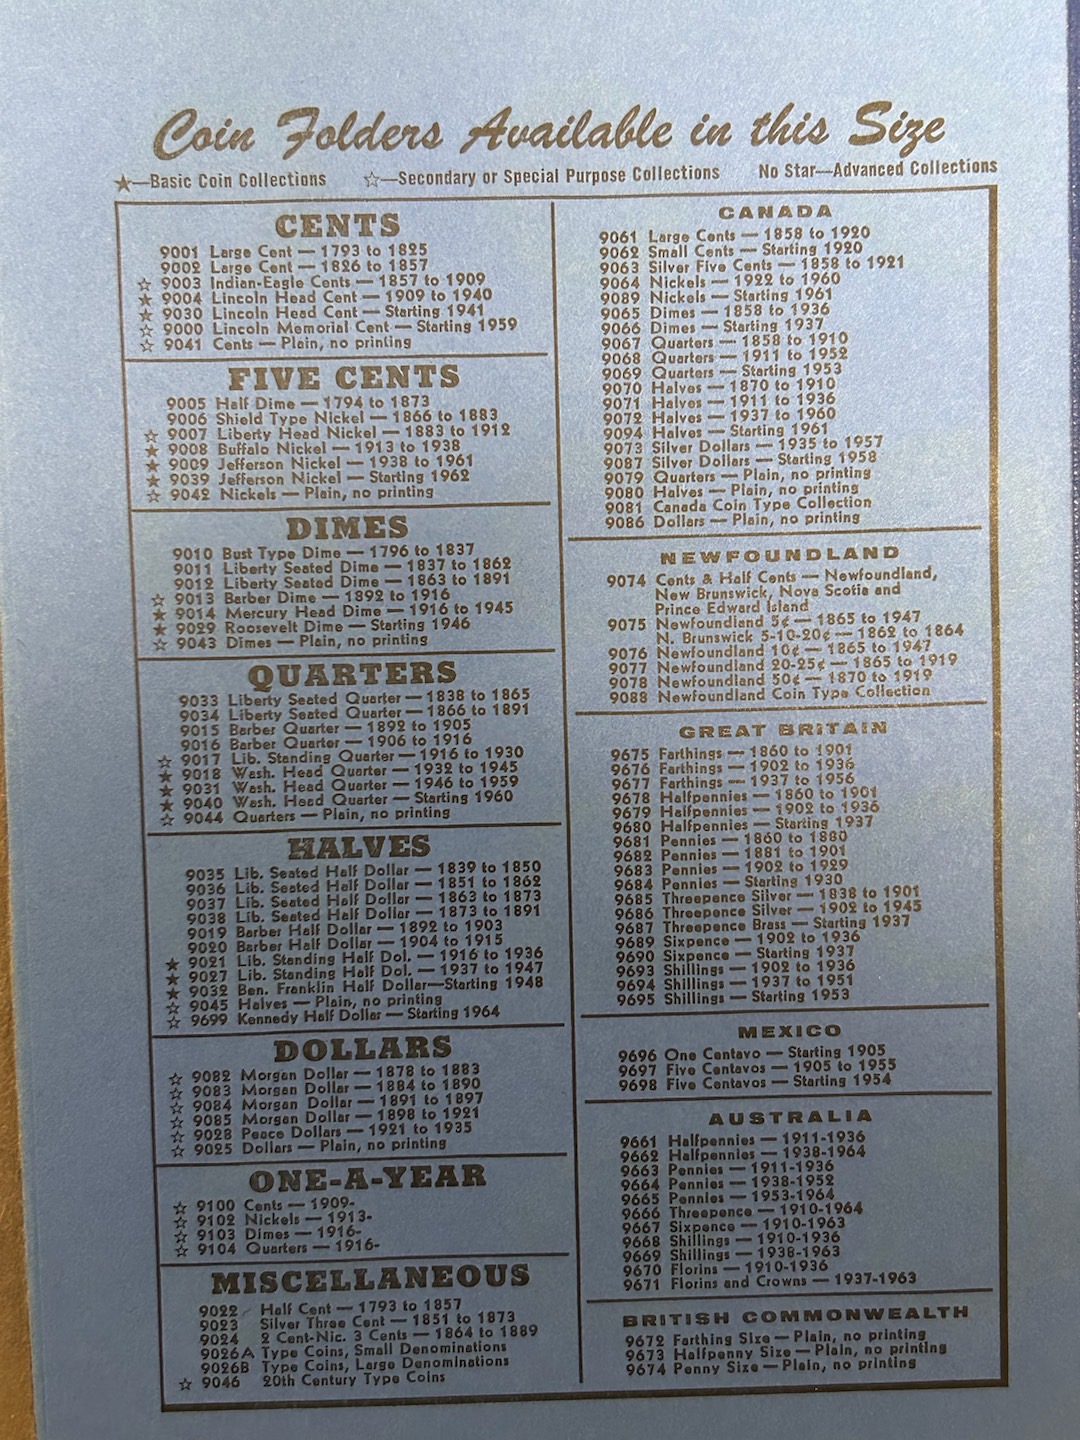 Coin Folders Available in this Size
★—Basic Coin Collections ☆—Secondary or Special Purpose Collections No Star—Advanced Collections
CENTS
9001 Large Cent — 1793 to 1825
9002 Large Cent — 1826 to 1857
☆ 9003 Indian-Eagle Cents — 1857 to 1909
★ 9004 Lincoln Head Cent — 1909 to 1940
★ 9030 Lincoln Head Cent — Starting 1941
☆ 9000 Lincoln Memorial Cent — Starting 1959
☆ 9041 Cents — Plain, no printing
FIVE CENTS
9005 Half Dime — 1794 to 1873
9006 Shield Type Nickel — 1866 to 1883
☆ 9007 Liberty Head Nickel — 1883 to 1912
★ 9008 Buffalo Nickel — 1913 to 1938
★ 9009 Jefferson Nickel — 1938 to 1961
★ 9039 Jefferson Nickel — Starting 1962
☆ 9042 Nickels — Plain, no printing
DIMES
9010 Bust Type Dime — 1796 to 1837
9011 Liberty Seated Dime — 1837 to 1862
9012 Liberty Seated Dime — 1863 to 1891
☆ 9013 Barber Dime — 1892 to 1916
★ 9014 Mercury Head Dime — 1916 to 1945
★ 9029 Roosevelt Dime — Starting 1946
☆ 9043 Dimes — Plain, no printing
QUARTERS
9033 Liberty Seated Quarter — 1838 to 1865
9034 Liberty Seated Quarter — 1866 to 1891
9015 Barber Quarter — 1892 to 1905
9016 Barber Quarter — 1906 to 1916
☆ 9017 Lib. Standing Quarter — 1916 to 1930
★ 9018 Wash. Head Quarter — 1932 to 1945
★ 9031 Wash. Head Quarter — 1946 to 1959
★ 9040 Wash. Head Quarter — Starting 1960
☆ 9044 Quarters — Plain, no printing
HALVES
9035 Lib. Seated Half Dollar — 1839 to 1850
9036 Lib. Seated Half Dollar — 1851 to 1862
9037 Lib. Seated Half Dollar — 1863 to 1873
9038 Lib. Seated Half Dollar — 1873 to 1891
9019 Barber Half Dollar — 1892 to 1903
9020 Barber Half Dollar — 1904 to 1915
★ 9021 Lib. Standing Half Dol. — 1916 to 1936
★ 9027 Lib. Standing Half Dol. — 1937 to 1947
★ 9032 Ben. Franklin Half Dollar—Starting 1948
☆ 9045 Halves — Plain, no printing
☆ 9699 Kennedy Half Dollar — Starting 1964
DOLLARS
☆ 9082 Morgan Dollar — 1878 to 1883
☆ 9083 Morgan Dollar — 1884 to 1890
☆ 9084 Morgan Dollar — 1891 to 1897
☆ 9085 Morgan Dollar — 1898 to 1921
☆ 9028 Peace Dollars — 1921 to 1935
☆ 9025 Dollars — Plain, no printing
ONE-A-YEAR
☆ 9100 Cents — 1909-
☆ 9102 Nickels — 1913-
☆ 9103 Dimes — 1916-
☆ 9104 Quarters — 1916-
MISCELLANEOUS
9022 Half Cent — 1793 to 1857
9023 Silver Three Cent — 1851 to 1873
9024 2 Cent-Nic. 3 Cents — 1864 to 1889
9026A Type Coins, Small Denominations
9026B Type Coins, Large Denominations
☆ 9046 20th Century Type Coins
CANADA
9061 Large Cents — 1858 to 1920
9062 Small Cents — Starting 1920
9063 Silver Five Cents — 1858 to 1921
9064 Nickels — 1922 to 1960
9089 Nickels — Starting 1961
9065 Dimes — 1858 to 1936
9066 Dimes — Starting 1937
9067 Quarters — 1858 to 1910
9068 Quarters — 1911 to 1952
9069 Quarters — Starting 1953
9070 Halves — 1870 to 1910
9071 Halves — 1911 to 1936
9072 Halves — 1937 to 1960
9094 Halves — Starting 1961
9073 Silver Dollars — 1935 to 1957
9087 Silver Dollars — Starting 1958
9079 Quarters — Plain, no printing
9080 Halves — Plain, no printing
9081 Canada Coin Type Collection
9086 Dollars — Plain, no printing
NEWFOUNDLAND
9074 Cents & Half Cents — Newfoundland,
New Brunswick, Nova Scotia and
Prince Edward Island
9075 Newfoundland 5¢ — 1865 to 1947
N. Brunswick 5-10-20¢ — 1862 to 1864
9076 Newfoundland 10¢ — 1865 to 1947
9077 Newfoundland 20-25¢ — 1865 to 1919
9078 Newfoundland 50¢ — 1870 to 1919
9088 Newfoundland Coin Type Collection
GREAT BRITAIN
9675 Farthings — 1860 to 1901
9676 Farthings — 1902 to 1936
9677 Farthings — 1937 to 1956
9678 Halfpennies — 1860 to 1901
9679 Halfpennies — 1902 to 1936
9680 Halfpennies — Starting 1937
9681 Pennies — 1860 to 1880
9682 Pennies — 1881 to 1901
9683 Pennies — 1902 to 1929
9684 Pennies — Starting 1930
9685 Threepence Silver — 1838 to 1901
9686 Threepence Silver — 1902 to 1945
9687 Threepence Brass — Starting 1937
9689 Sixpence — 1902 to 1936
9690 Sixpence — Starting 1937
9693 Shillings — 1902 to 1936
9694 Shillings — 1937 to 1951
9695 Shillings — Starting 1953
MEXICO
9696 One Centavo — Starting 1905
9697 Five Centavos — 1905 to 1955
9698 Five Centavos — Starting 1954
AUSTRALIA
9661 Halfpennies — 1911-1936
9662 Halfpennies — 1938-1964
9663 Pennies — 1911-1936
9664 Pennies — 1938-1952
9665 Pennies — 1953-1964
9666 Threepence — 1910-1964
9667 Sixpence — 1910-1963
9668 Shillings — 1910-1936
9669 Shillings — 1938-1963
9670 Florins — 1910-1936
9671 Florins and Crowns — 1937-1963
BRITISH COMMONWEALTH
9672 Farthing Size — Plain, no printing
9673 Halfpenny Size — Plain, no printing
9674 Penny Size — Plain, no printing